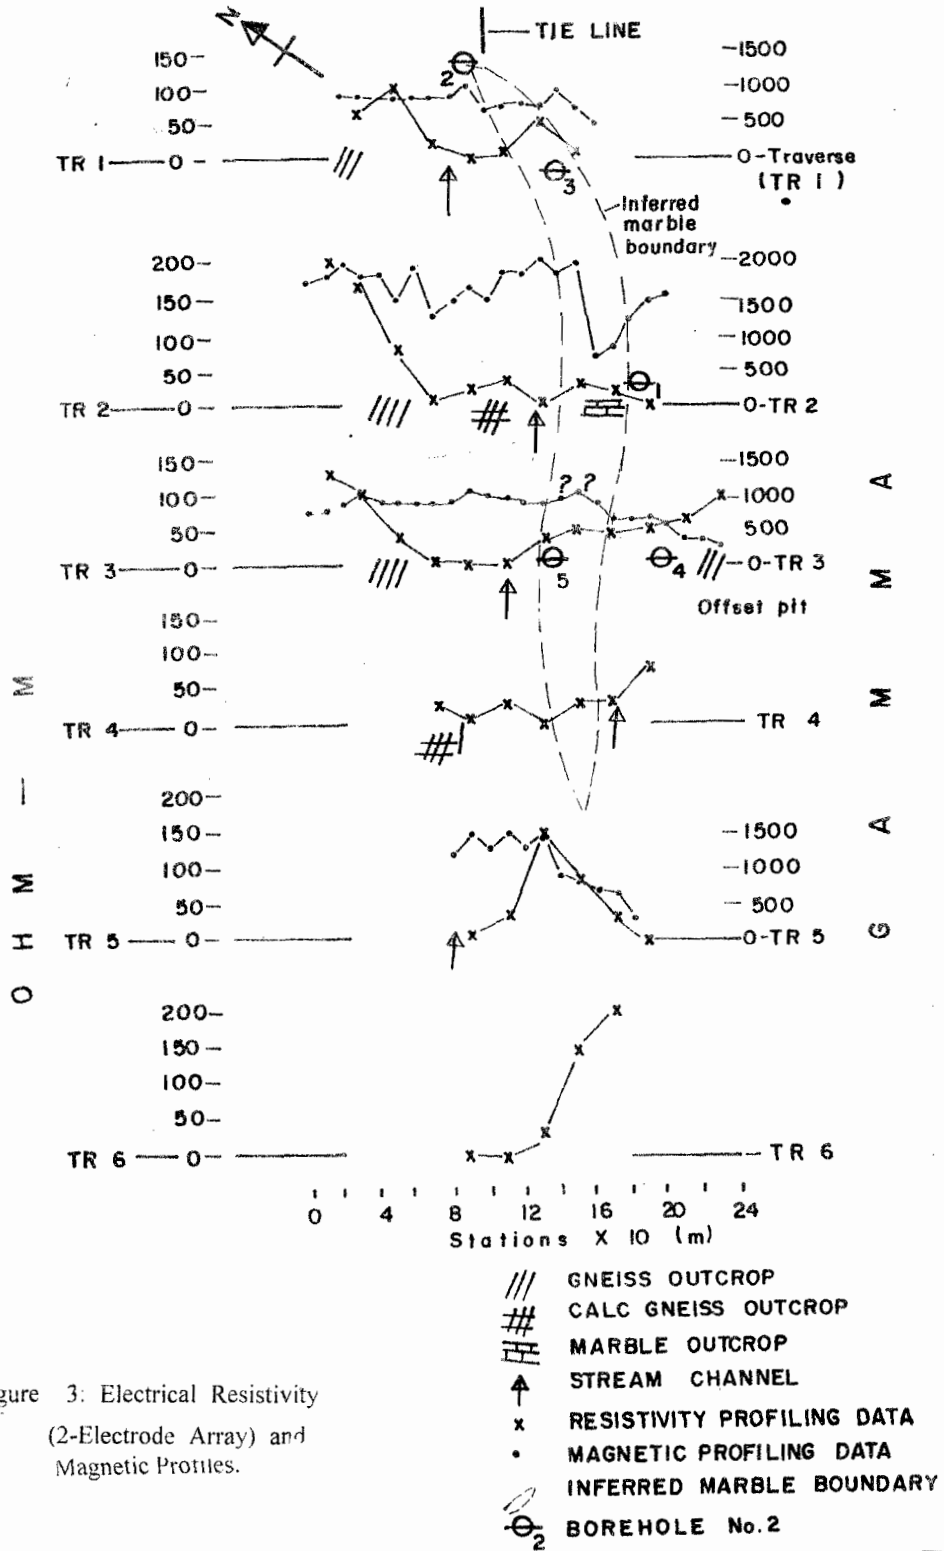 N
TIE LINE
150 -1500
2
100 -1000
50 -500
TR 1 0 0-Traverse
(TR 1)
3
Inferred
marble
boundary
200 -2000
150 1500
100 -1000
50 -500
1
TR 2 0 0-TR 2
150 -1500
? ?
100 -1000
50 500
5 4
TR 3 0 0-TR 3
Offset pit
150
100
50
TR 4 0 TR 4
200
150 -1500
100 -1000
50 - 500
TR 5 0 0-TR 5
200
150
100
50
TR 6 0 TR 6
OHM — M
GAMMA
0 4 8 12 16 20 24
Stations X 10 (m)
GNEISS OUTCROP
CALC GNEISS OUTCROP
MARBLE OUTCROP
STREAM CHANNEL
x RESISTIVITY PROFILING DATA
• MAGNETIC PROFILING DATA
INFERRED MARBLE BOUNDARY
2 BOREHOLE No.2
gure 3: Electrical Resistivity
(2-Electrode Array) and
Magnetic Profiles.